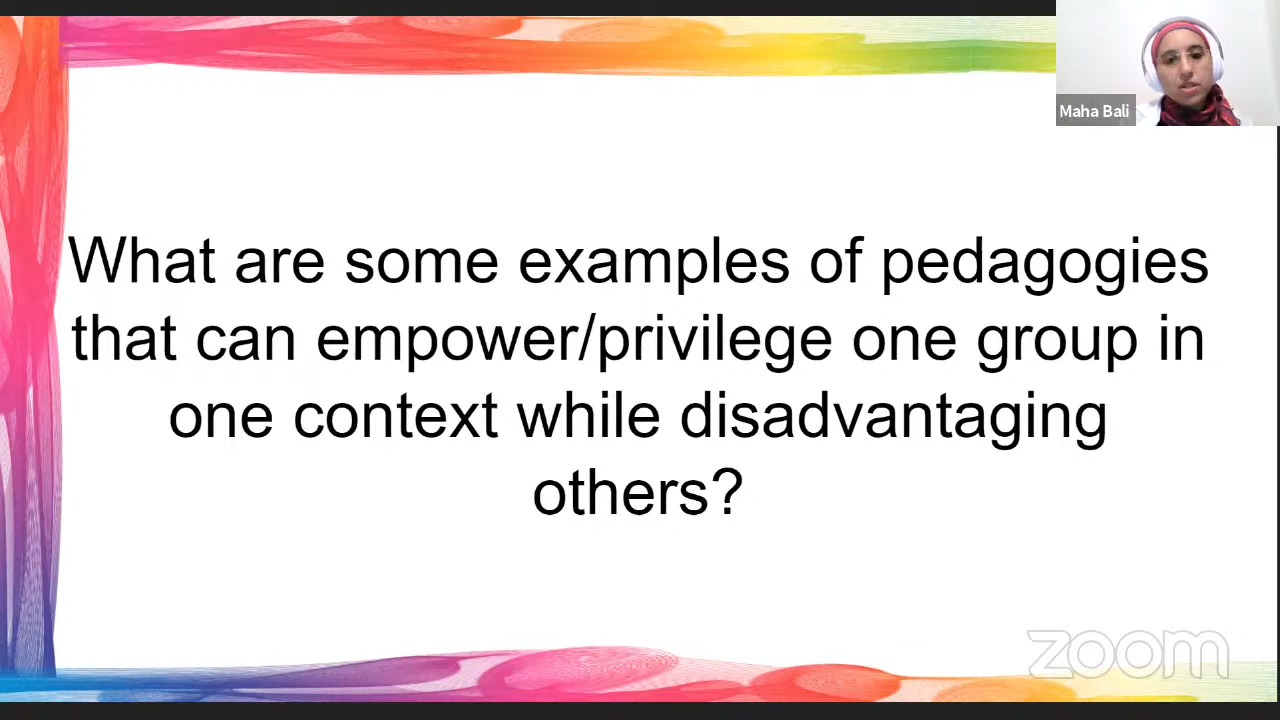 Maha Bali
What are some examples of pedagogies
that can empower/privilege one group in
one context while disadvantaging
others?
zoom